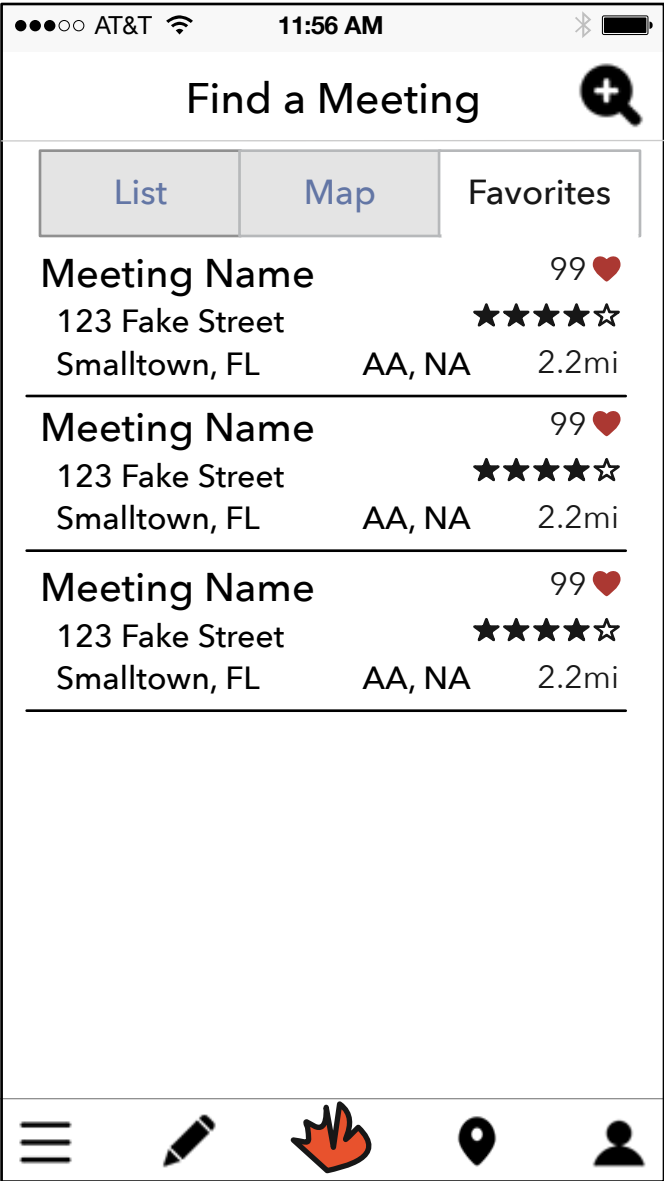 AT&T 11:56 AM
Find a Meeting
List Map Favorites
Meeting Name 99
123 Fake Street
Smalltown, FL AA, NA 2.2mi
Meeting Name 99
123 Fake Street
Smalltown, FL AA, NA 2.2mi
Meeting Name 99
123 Fake Street
Smalltown, FL AA, NA 2.2mi